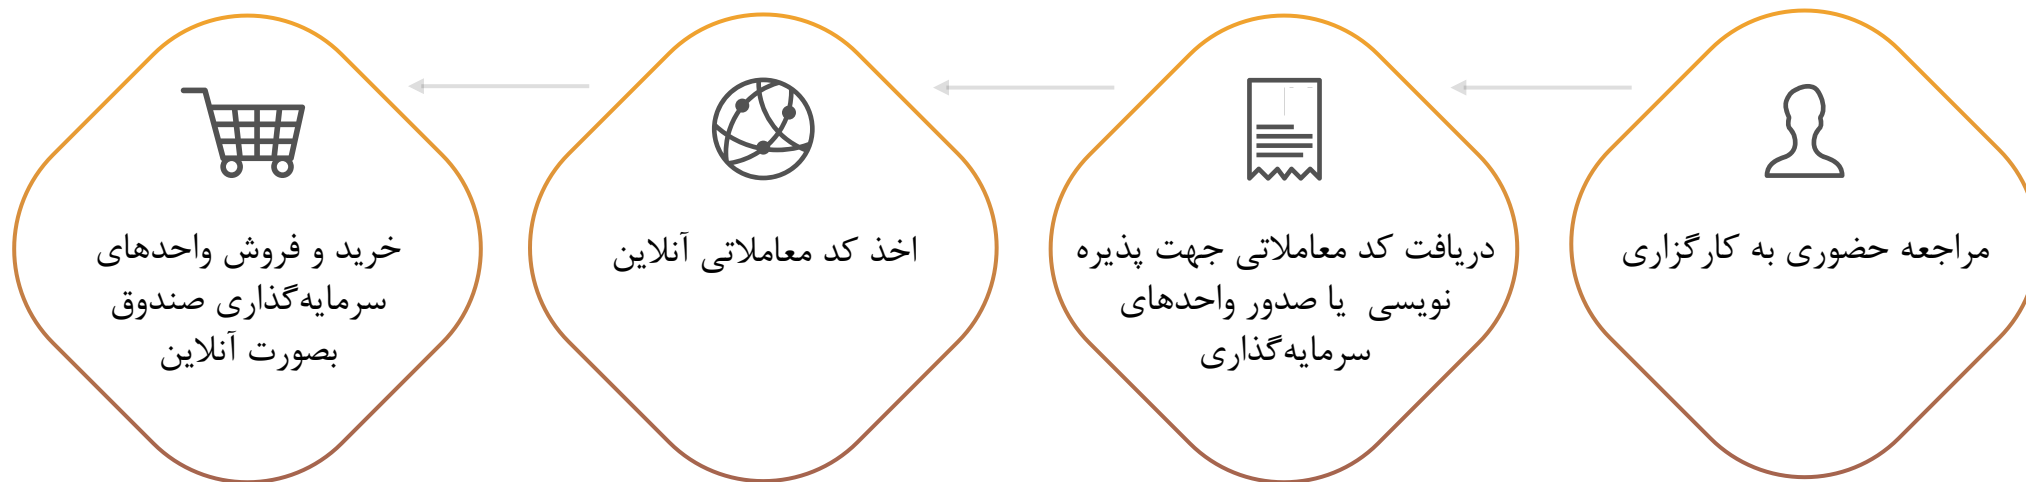 مراجعه حضوری به کارگزاری
دریافت کد معاملاتی جهت پذیره
نویسی یا صدور واحدهای
سرمایه‌گذاری
اخذ کد معاملاتی آنلاین
خرید و فروش واحدهای
سرمایه‌گذاری صندوق
بصورت آنلاین